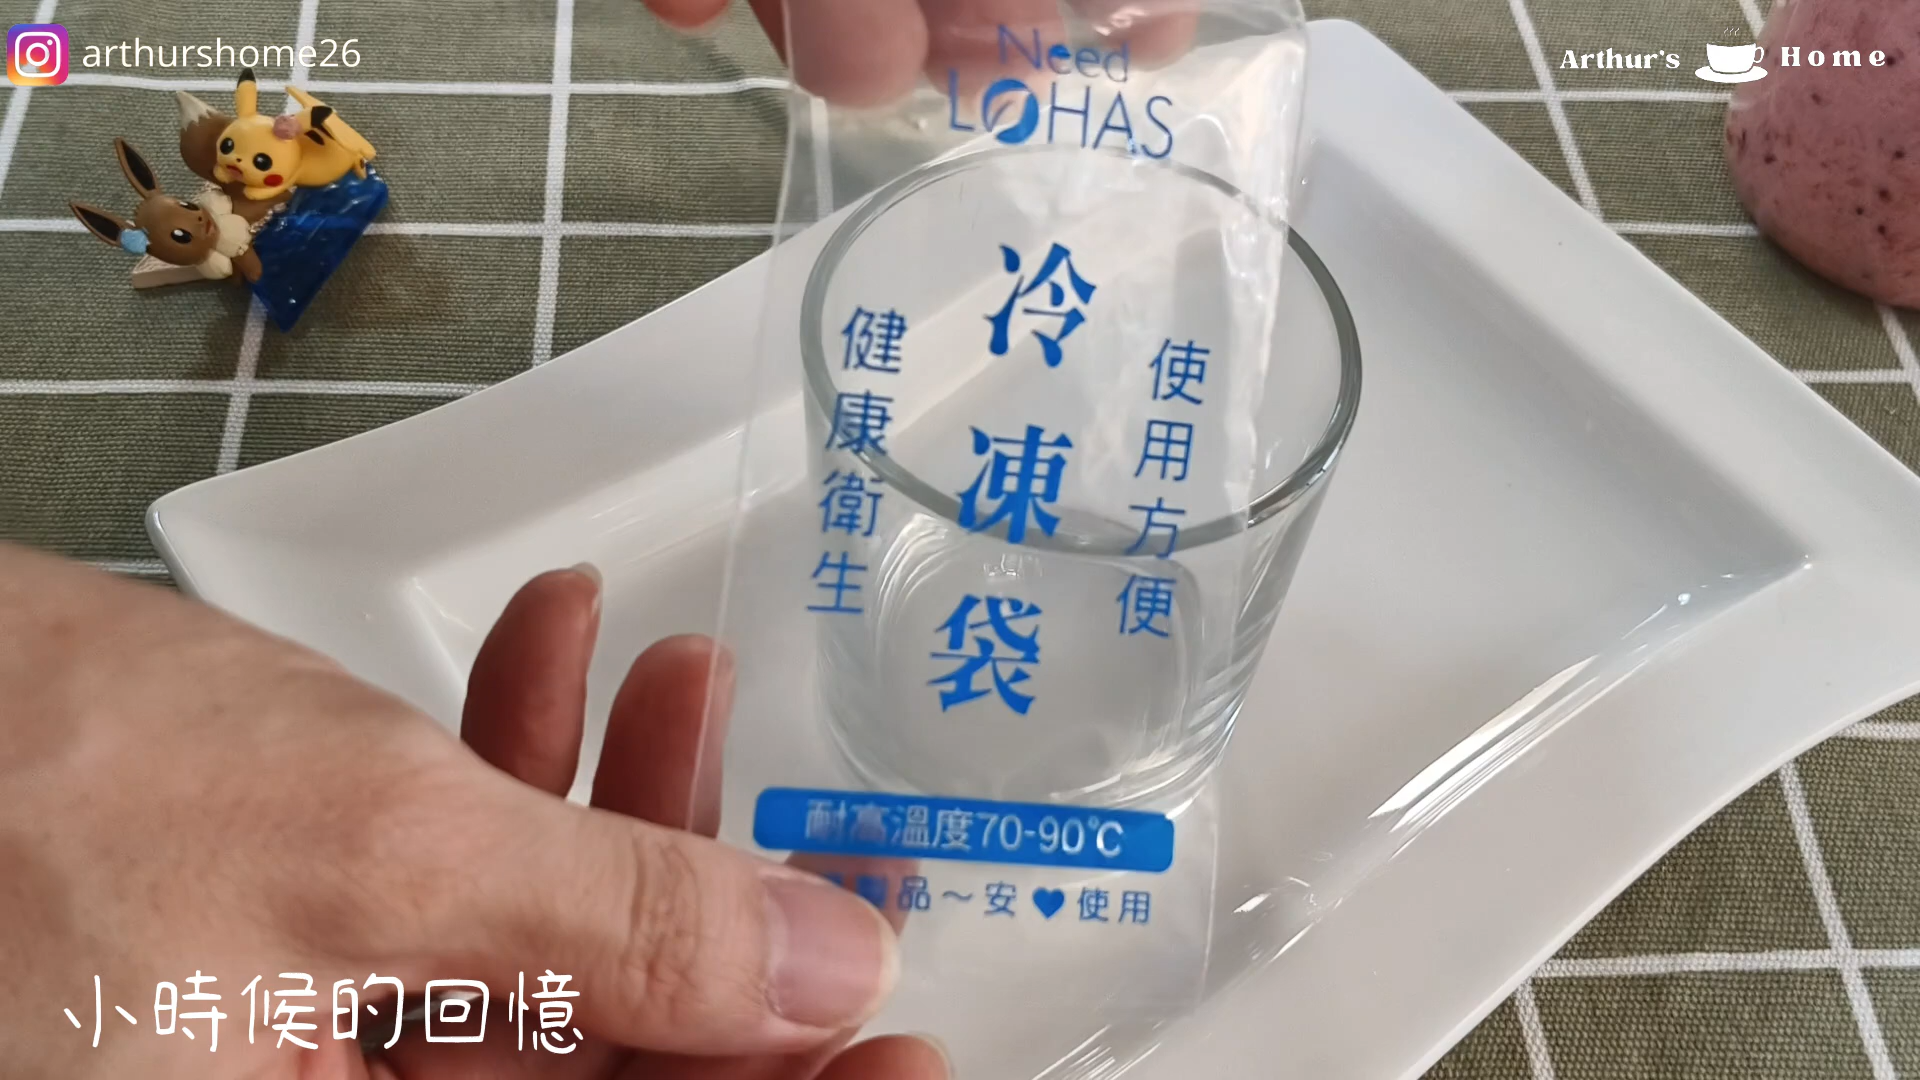 arthurshome26
Arthur's Home
Need
LOHAS
冷凍袋
使用方便
健康衛生
耐高溫度70-90℃
品～安♥使用
小時候的回憶